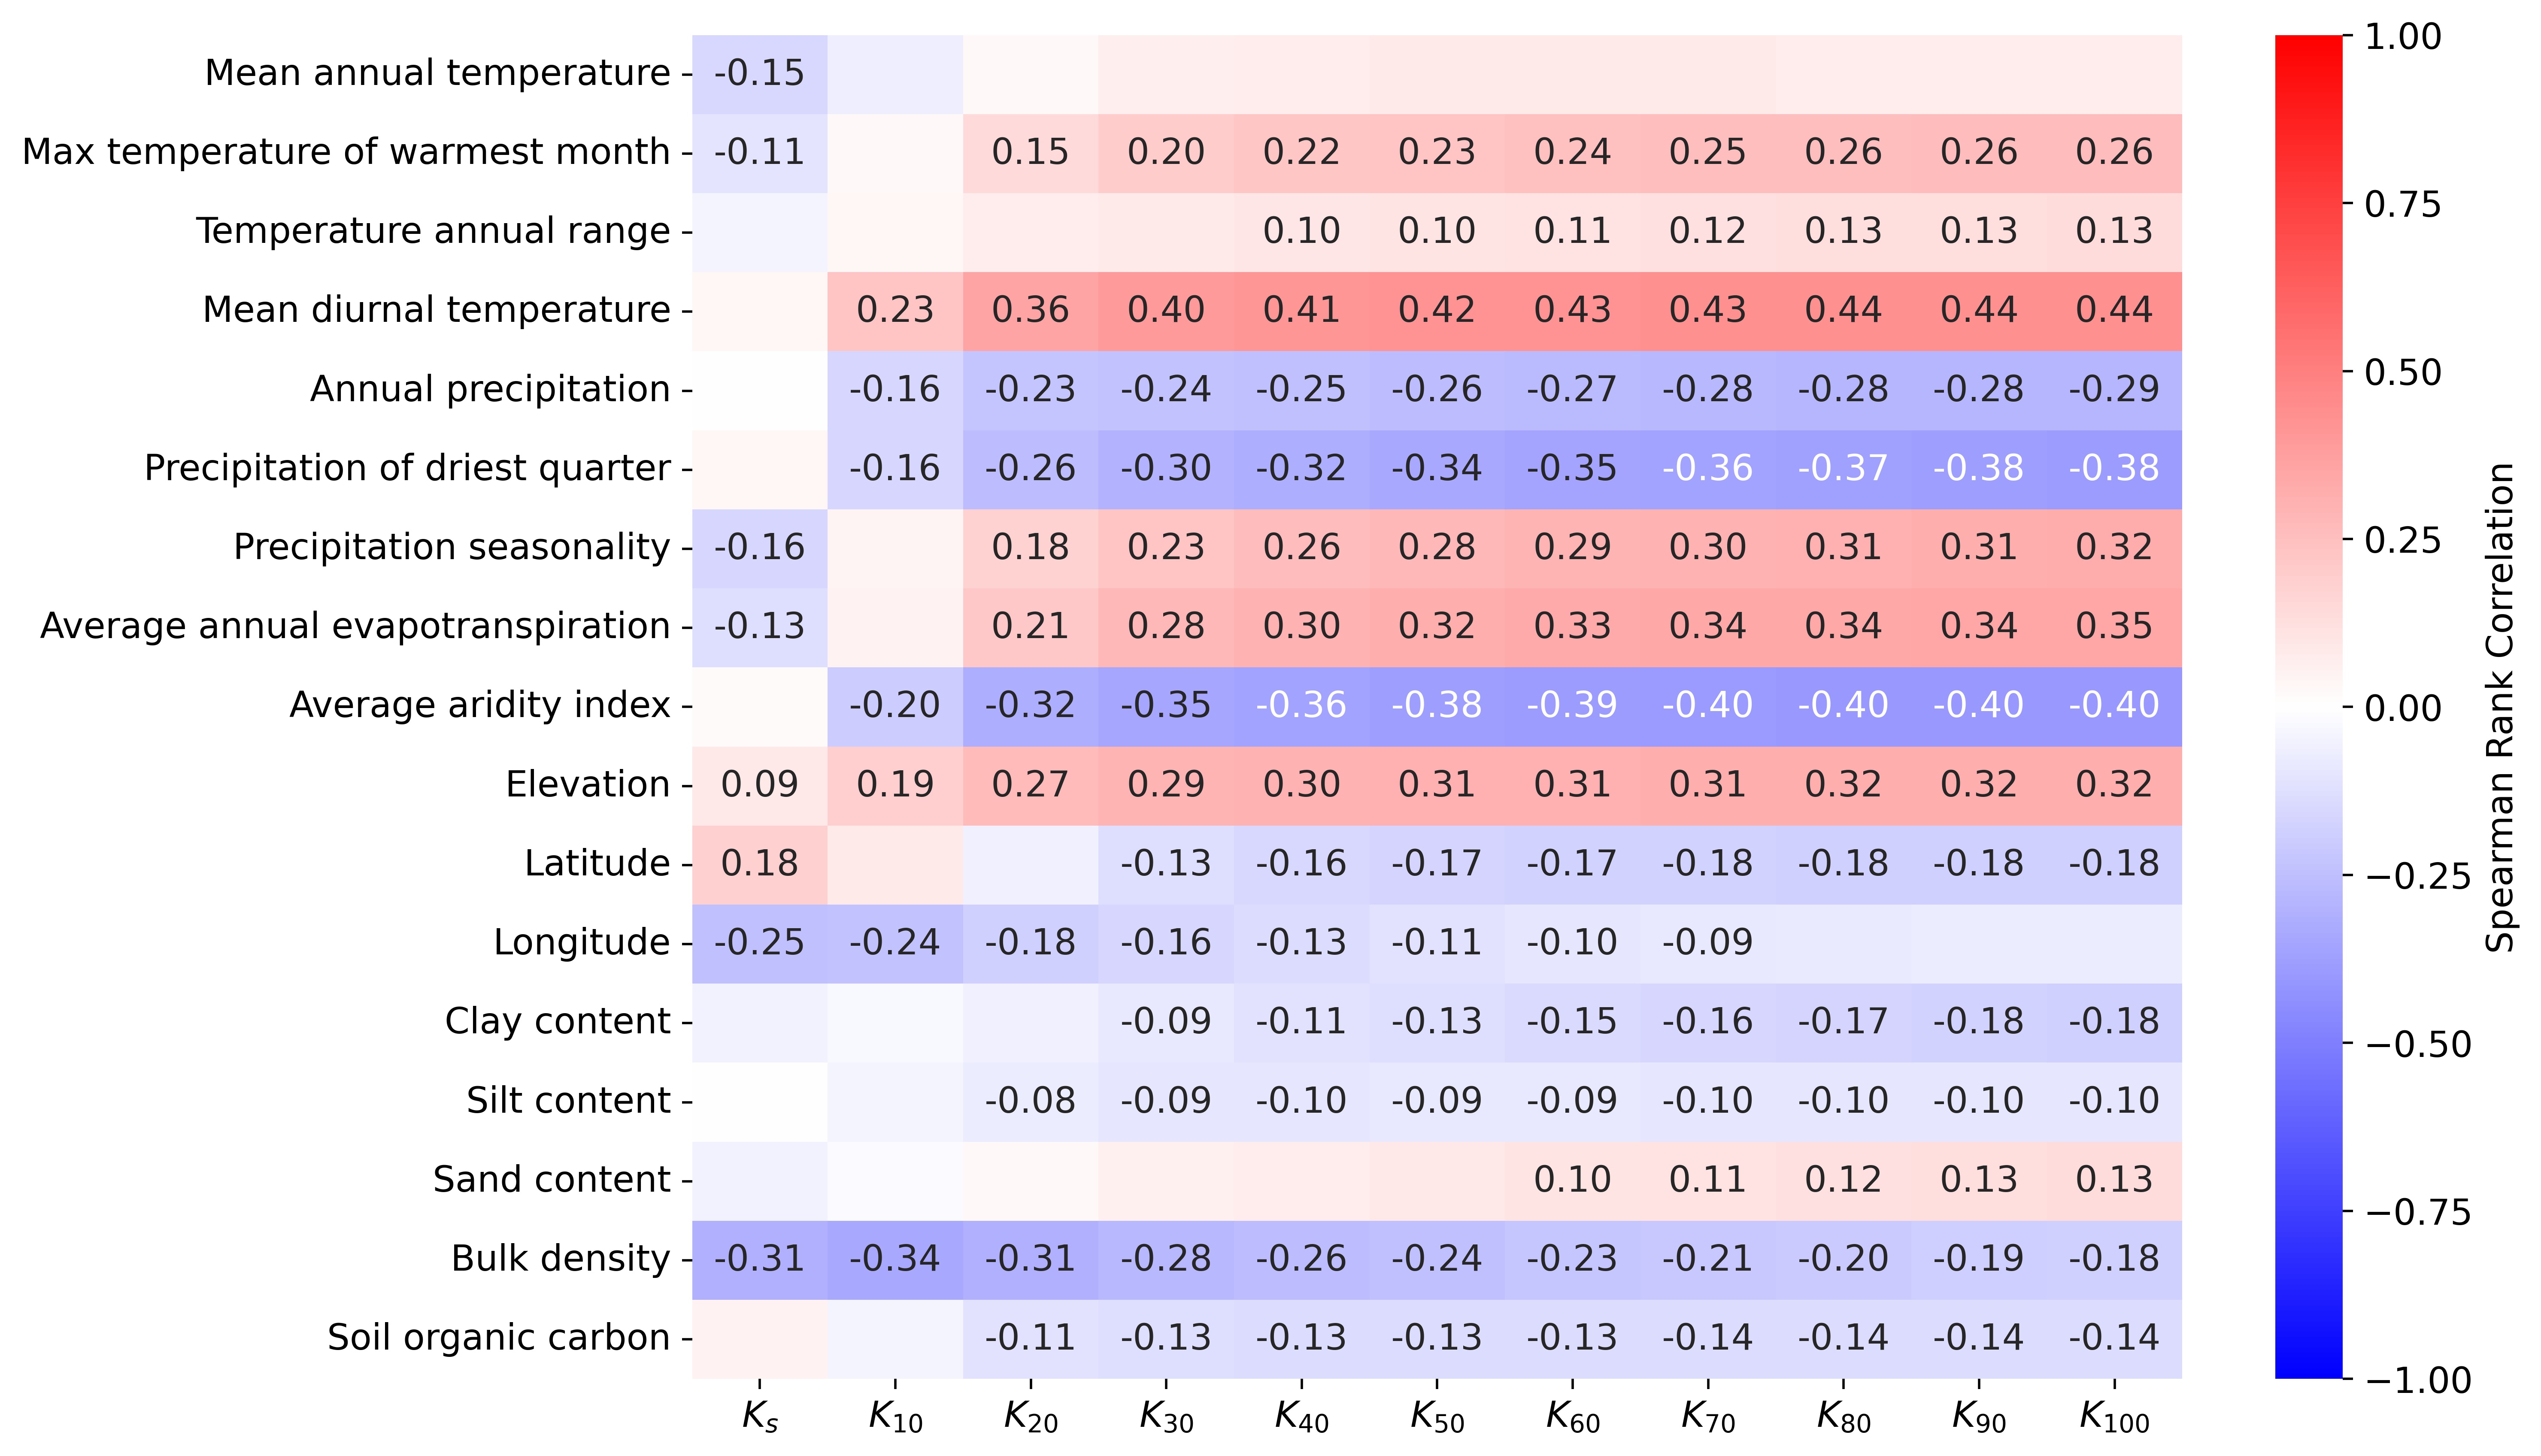 Mean annual temperature -0.15
Max temperature of warmest month -0.11 0.15 0.20 0.22 0.23 0.24 0.25 0.26 0.26 0.26
Temperature annual range 0.10 0.10 0.11 0.12 0.13 0.13 0.13
Mean diurnal temperature 0.23 0.36 0.40 0.41 0.42 0.43 0.43 0.44 0.44 0.44
Annual precipitation -0.16 -0.23 -0.24 -0.25 -0.26 -0.27 -0.28 -0.28 -0.28 -0.29
Precipitation of driest quarter -0.16 -0.26 -0.30 -0.32 -0.34 -0.35 -0.36 -0.37 -0.38 -0.38
Precipitation seasonality -0.16 0.18 0.23 0.26 0.28 0.29 0.30 0.31 0.31 0.32
Average annual evapotranspiration -0.13 0.21 0.28 0.30 0.32 0.33 0.34 0.34 0.34 0.35
Average aridity index -0.20 -0.32 -0.35 -0.36 -0.38 -0.39 -0.40 -0.40 -0.40 -0.40
Elevation 0.09 0.19 0.27 0.29 0.30 0.31 0.31 0.31 0.32 0.32 0.32
Latitude 0.18 -0.13 -0.16 -0.17 -0.17 -0.18 -0.18 -0.18 -0.18
Longitude -0.25 -0.24 -0.18 -0.16 -0.13 -0.11 -0.10 -0.09
Clay content -0.09 -0.11 -0.13 -0.15 -0.16 -0.17 -0.18 -0.18
Silt content -0.08 -0.09 -0.10 -0.09 -0.09 -0.10 -0.10 -0.10 -0.10
Sand content 0.10 0.11 0.12 0.13 0.13
Bulk density -0.31 -0.34 -0.31 -0.28 -0.26 -0.24 -0.23 -0.21 -0.20 -0.19 -0.18
Soil organic carbon -0.11 -0.13 -0.13 -0.13 -0.13 -0.14 -0.14 -0.14 -0.14
Ks K10 K20 K30 K40 K50 K60 K70 K80 K90 K100
1.00
0.75
0.50
0.25
0.00
−0.25
−0.50
−0.75
−1.00
Spearman Rank Correlation